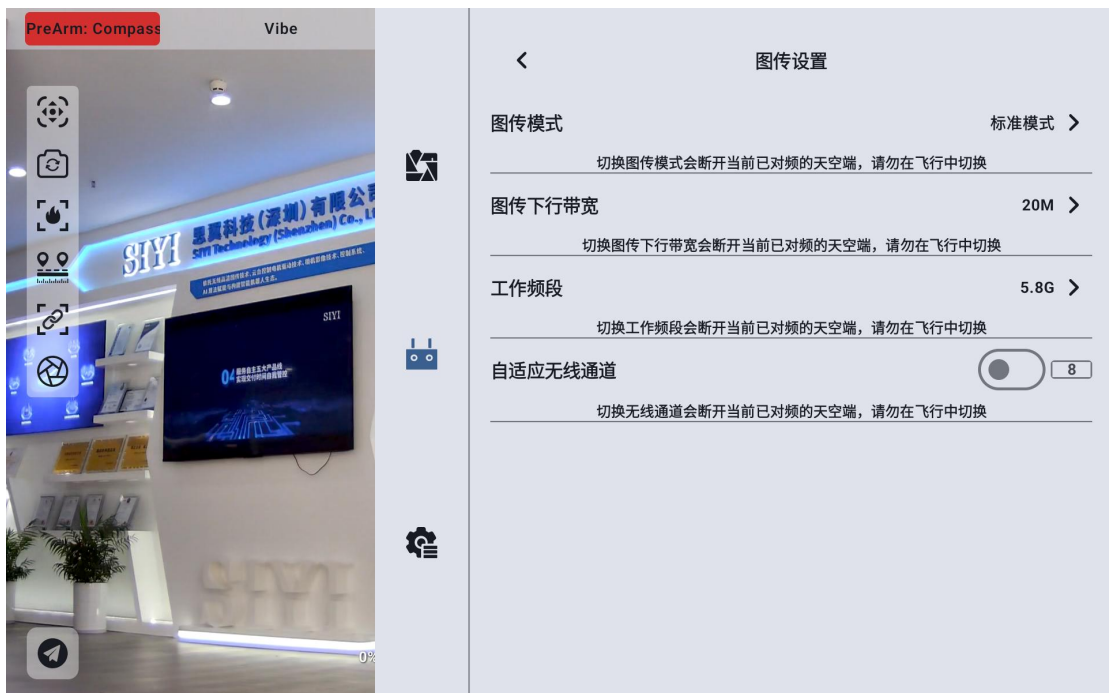 PreArm: Compass
Vibe
图传设置
图传模式
标准模式
切换图传模式会断开当前已对频的天空端，请勿在飞行中切换
图传下行带宽
20M
切换图传下行带宽会断开当前已对频的天空端，请勿在飞行中切换
工作频段
5.8G
切换工作频段会断开当前已对频的天空端，请勿在飞行中切换
自适应无线通道
8
切换无线通道会断开当前已对频的天空端，请勿在飞行中切换
SIYI
思翼科技（深圳）有限公司
SIYI Technology (Shenzhen) Co., L
SIYI
04
SIYI
0%